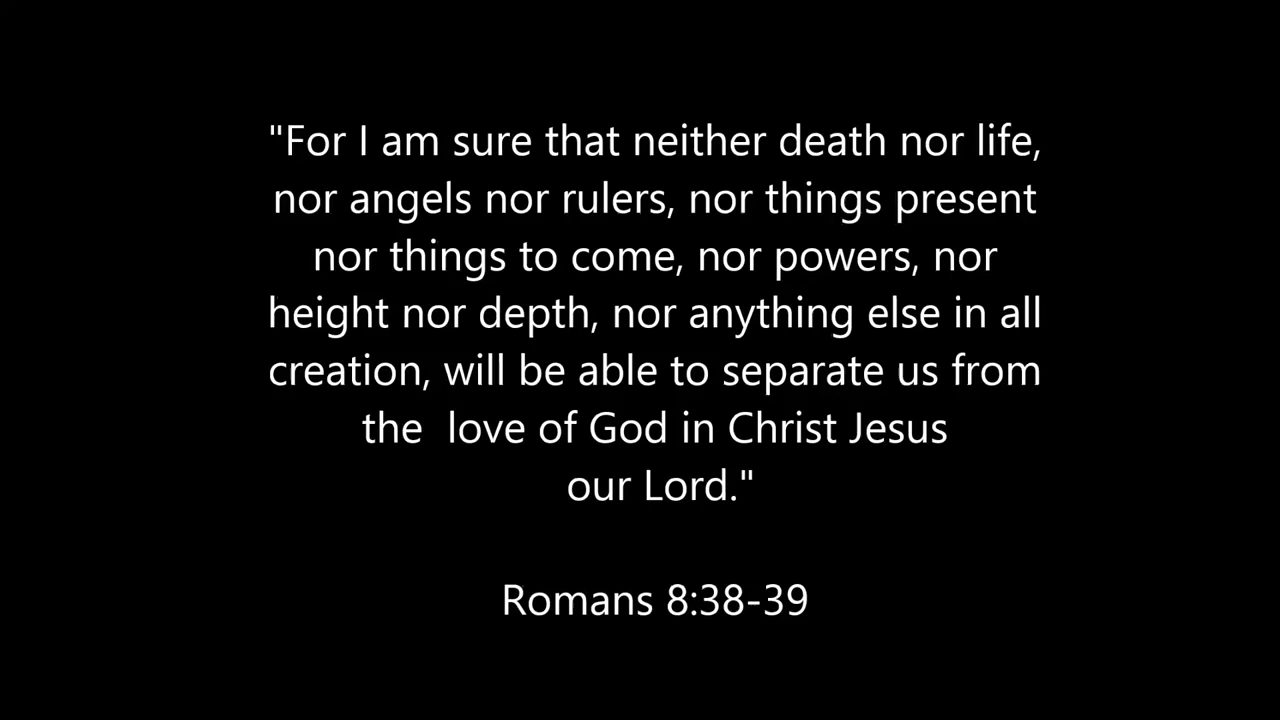 "For I am sure that neither death nor life,
nor angels nor rulers, nor things present
nor things to come, nor powers, nor
height nor depth, nor anything else in all
creation, will be able to separate us from
the  love of God in Christ Jesus
our Lord."
Romans 8:38-39